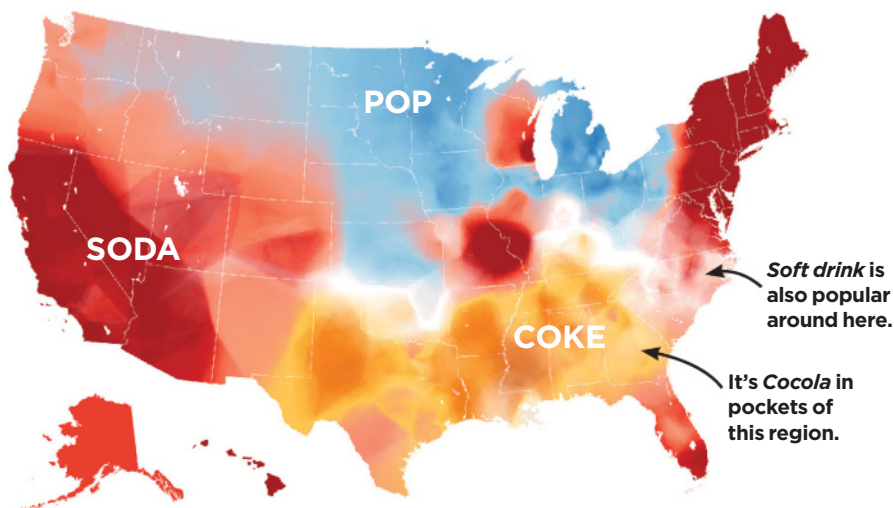 POP
SODA
COKE
Soft drink is
also popular
around here.
It's Cocola in
pockets of
this region.